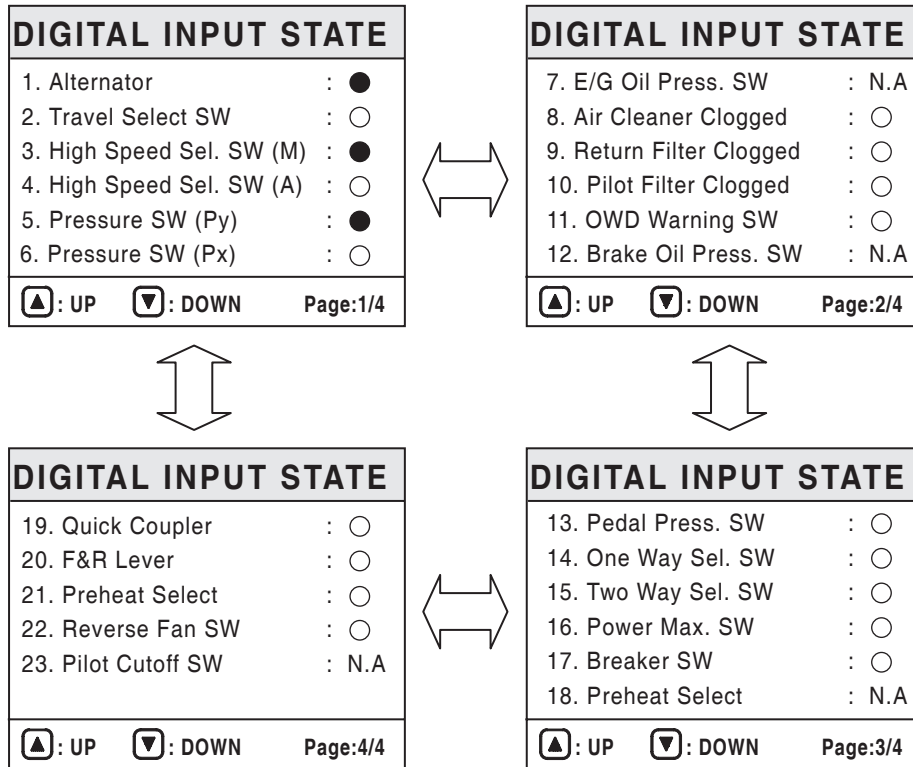 DIGITAL INPUT STATE
1. Alternator : ●
2. Travel Select SW : ○
3. High Speed Sel. SW (M) : ●
4. High Speed Sel. SW (A) : ○
5. Pressure SW (Py) : ●
6. Pressure SW (Px) : ○
▲ : UP ▼ : DOWN Page:1/4
DIGITAL INPUT STATE
7. E/G Oil Press. SW : N.A
8. Air Cleaner Clogged : ○
9. Return Filter Clogged : ○
10. Pilot Filter Clogged : ○
11. OWD Warning SW : ○
12. Brake Oil Press. SW : N.A
▲ : UP ▼ : DOWN Page:2/4
DIGITAL INPUT STATE
19. Quick Coupler : ○
20. F&R Lever : ○
21. Preheat Select : ○
22. Reverse Fan SW : ○
23. Pilot Cutoff SW : N.A
▲ : UP ▼ : DOWN Page:4/4
DIGITAL INPUT STATE
13. Pedal Press. SW : ○
14. One Way Sel. SW : ○
15. Two Way Sel. SW : ○
16. Power Max. SW : ○
17. Breaker SW : ○
18. Preheat Select : N.A
▲ : UP ▼ : DOWN Page:3/4